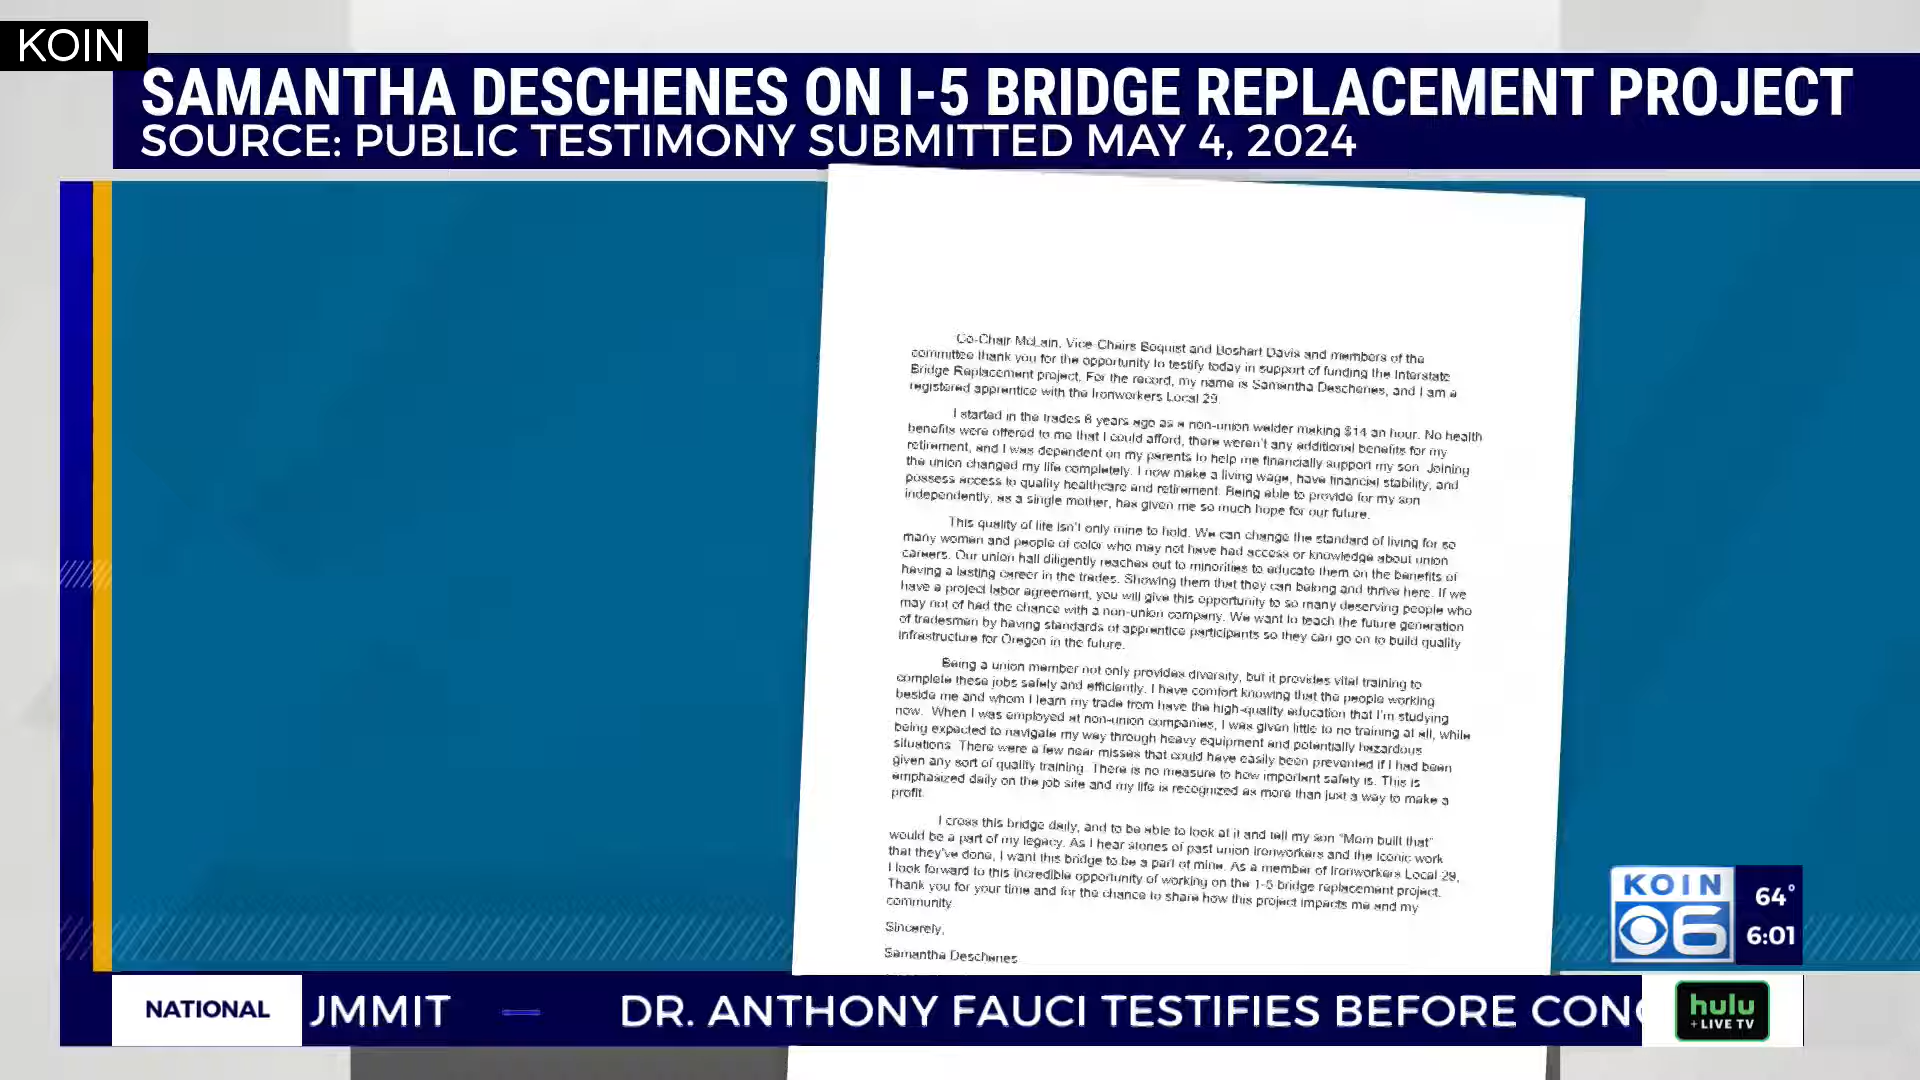 KOIN
SAMANTHA DESCHENES ON I-5 BRIDGE REPLACEMENT PROJECT
SOURCE: PUBLIC TESTIMONY SUBMITTED MAY 4, 2024
Co-Chair McLain, Vice-Chairs Boquist and Boshart Davis and members of the
committee thank you for the opportunity to testify today in support of funding the Interstate
Bridge Replacement project. For the record, my name is Samantha Deschenes, and I am a
registered apprentice with the Ironworkers Local 29.
I started in the trades 6 years ago as a non-union welder making $14 an hour. No health
benefits were offered to me that I could afford, there weren't any additional benefits for my
retirement, and I was dependent on my parents to help me financially support my son. Joining
the union changed my life completely. I now make a living wage, have financial stability, and
possess access to quality healthcare and retirement. Being able to provide for my son
independently, as a single mother, has given me so much hope for our future.
This quality of life isn't only mine to hold. We can change the standard of living for so
many women and people of color who may not have had access or knowledge about union
careers. Our union hall diligently reaches out to minorities to educate them on the benefits of
having a lasting career in the trades. Showing them that they can belong and thrive here. If we
have a project labor agreement, you will give this opportunity to so many deserving people who
may not of had the chance with a non-union company. We want to teach the future generation
of tradesmen by having standards of apprentice participants so they can go on to build quality
infrastructure for Oregon in the future.
Being a union member not only provides diversity, but it provides vital training to
complete these jobs safely and efficiently. I have comfort knowing that the people working
beside me and whom I learn my trade from have the high-quality education that I'm studying
now. When I was employed at non-union companies, I was given little to no training at all, while
being expected to navigate my way through heavy equipment and potentially hazardous
situations. There were a few near misses that could have easily been prevented if I had been
given any sort of quality training. There is no measure to how important safety is. This is
emphasized daily on the job site and my life is recognized as more than just a way to make a
profit.
I cross this bridge daily, and to be able to look at it and tell my son "Mom built that"
would be a part of my legacy. As I hear stories of past union ironworkers and the iconic work
that they've done, I want this bridge to be a part of mine. As a member of Ironworkers Local 29,
I look forward to this incredible opportunity of working on the 1-5 bridge replacement project.
Thank you for your time and for the chance to share how this project impacts me and my
community.
Sincerely,
Samantha Deschenes
KOIN
6
64°
6:01
NATIONAL
JMMIT — DR. ANTHONY FAUCI TESTIFIES BEFORE CONG
hulu
+ LIVE TV